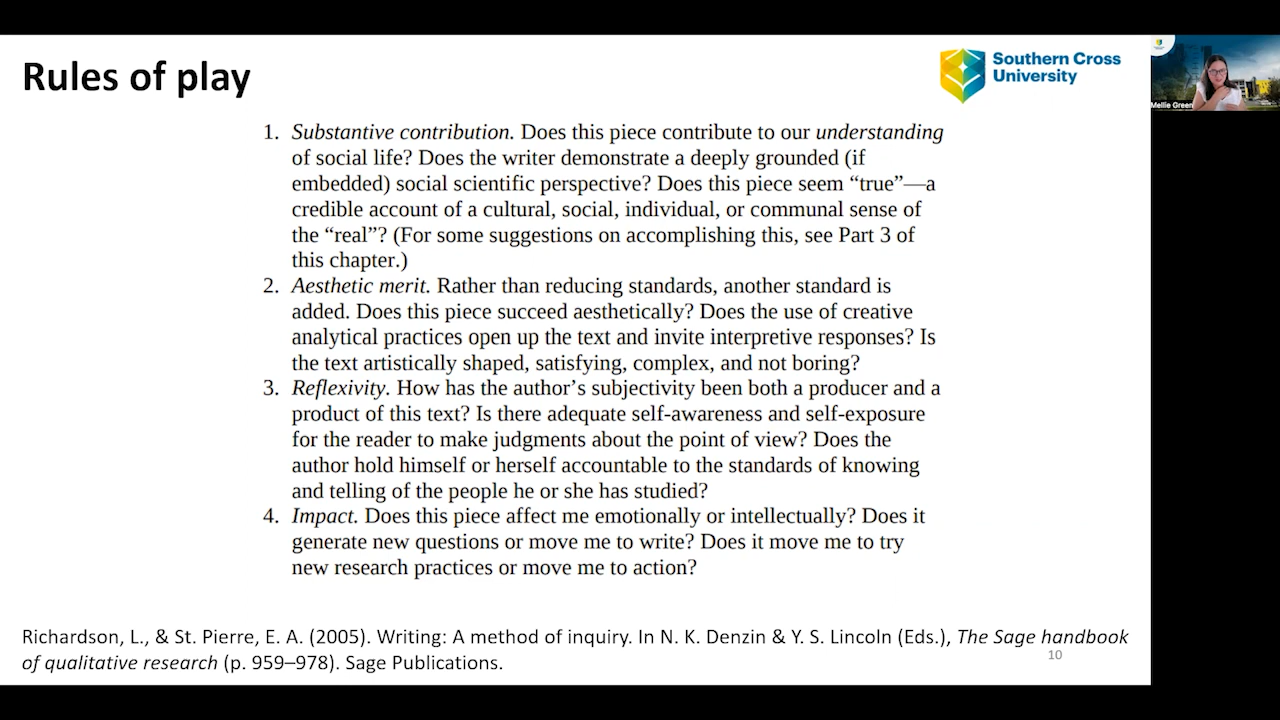 Rules of play
Southern Cross
University
Mellie Green
1. Substantive contribution. Does this piece contribute to our understanding
of social life? Does the writer demonstrate a deeply grounded (if
embedded) social scientific perspective? Does this piece seem “true”—a
credible account of a cultural, social, individual, or communal sense of
the “real”? (For some suggestions on accomplishing this, see Part 3 of
this chapter.)
2. Aesthetic merit. Rather than reducing standards, another standard is
added. Does this piece succeed aesthetically? Does the use of creative
analytical practices open up the text and invite interpretive responses? Is
the text artistically shaped, satisfying, complex, and not boring?
3. Reflexivity. How has the author’s subjectivity been both a producer and a
product of this text? Is there adequate self-awareness and self-exposure
for the reader to make judgments about the point of view? Does the
author hold himself or herself accountable to the standards of knowing
and telling of the people he or she has studied?
4. Impact. Does this piece affect me emotionally or intellectually? Does it
generate new questions or move me to write? Does it move me to try
new research practices or move me to action?
Richardson, L., & St. Pierre, E. A. (2005). Writing: A method of inquiry. In N. K. Denzin & Y. S. Lincoln (Eds.), The Sage handbook
of qualitative research (p. 959–978). Sage Publications.
10